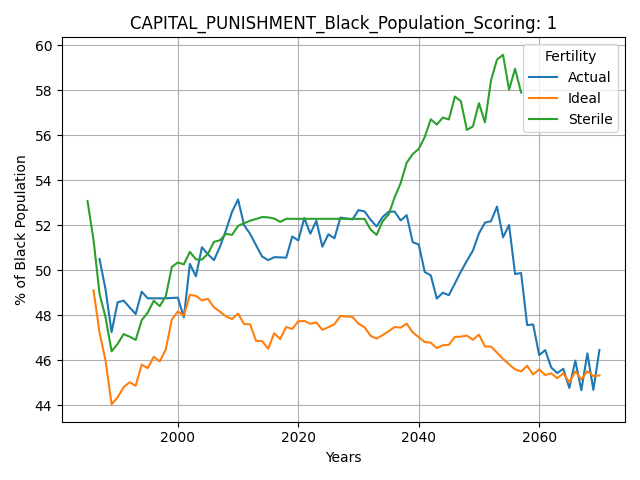 CAPITAL_PUNISHMENT_Black_Population_Scoring: 1
% of Black Population
60
58
56
54
52
50
48
46
44
2000
2020
2040
2060
Years
Fertility
Actual
Ideal
Sterile